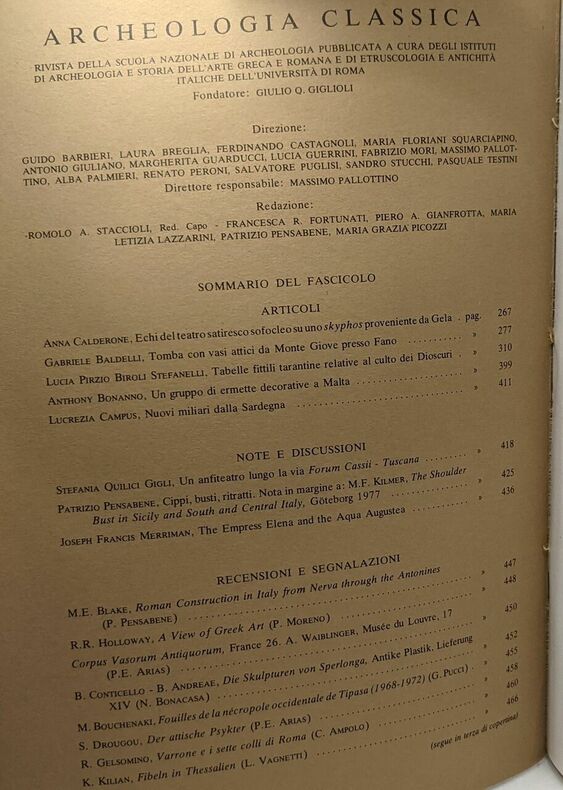 ARCHEOLOGIA CLASSICA
RIVISTA DELLA SCUOLA NAZIONALE DI ARCHEOLOGIA PUBBLICATA A CURA DEGLI ISTITUTI
DI ARCHEOLOGIA E STORIA DELL'ARTE GRECA E ROMANA E DI ETRUSCOLOGIA E ANTICHITÀ
ITALICHE DELL'UNIVERSITÀ DI ROMA
Fondatore: GIULIO Q. GIGLIOLI
Direzione:
GUIDO BARBIERI, LAURA BREGLIA, FERDINANDO CASTAGNOLI, MARIA FLORIANI SQUARCIAPINO,
ANTONIO GIULIANO, MARGHERITA GUARDUCCI, LUCIA GUERRINI, FABRIZIO MORI, MASSIMO PALLOT-
TINO, ALBA PALMIERI, RENATO PERONI, SALVATORE PUGLISI, SANDRO STUCCHI, PASQUALE TESTINI
Direttore responsabile: MASSIMO PALLOTTINO
Redazione:
-ROMOLO A. STACCIOLI, Red. Capo - FRANCESCA R. FORTUNATI, PIERO A. GIANFROTTA, MARIA
LETIZIA LAZZARINI, PATRIZIO PENSABENE, MARIA GRAZIA PICOZZI
SOMMARIO DEL FASCICOLO
ARTICOLI
ANNA CALDERONE, Echi del teatro satiresco sofocleo su uno skyphos proveniente da Gela . pag. 267
GABRIELE BALDELLI, Tomba con vasi attici da Monte Giove presso Fano . . . . . . . . . . » 277
LUCIA PIRZIO BIROLI STEFANELLI, Tabelle fittili tarantine relative al culto dei Dioscuri . » 310
ANTHONY BONANNO, Un gruppo di ermette decorative a Malta . . . . . . . . . . . . . . . » 399
LUCREZIA CAMPUS, Nuovi miliari dalla Sardegna . . . . . . . . . . . . . . . . . . . . » 411
NOTE E DISCUSSIONI
STEFANIA QUILICI GIGLI, Un anfiteatro lungo la via Forum Cassii - Tuscana . . . . . . . » 418
PATRIZIO PENSABENE, Cippi, busti, ritratti. Nota in margine a: M.F. KILMER, The Shoulder
Bust in Sicily and South and Central Italy, Göteborg 1977 . . . . . . . . . . » 425
JOSEPH FRANCIS MERRIMAN, The Empress Elena and the Aqua Augustea . . . . . . . . . . » 436
RECENSIONI E SEGNALAZIONI
M.E. BLAKE, Roman Construction in Italy from Nerva through the Antonines
(P. PENSABENE) . . . . . . . . . . . . . . . . . . . . . . . . . . . . » 447
R.R. HOLLOWAY, A View of Greek Art (P. MORENO) . . . . . . . . . . . . . . . . . . . » 448
Corpus Vasorum Antiquorum, France 26. A. WAIBLINGER, Musée du Louvre, 17
(P.E. ARIAS) . . . . . . . . . . . . . . . . . . . . . . . . . . . . . » 450
B. CONTICELLO - B. ANDREAE, Die Skulpturen von Sperlonga, Antike Plastik, Lieferung
XIV (N. BONACASA) . . . . . . . . . . . . . . . . . . . . . . . . . . » 452
M. BOUCHENAKI, Fouilles de la nécropole occidentale de Tipasa (1968-1972) (G. PUCCI) . » 455
S. DROUGOU, Der attische Psykter (P.E. ARIAS) . . . . . . . . . . . . . . . . . . . . » 458
R. GELSOMINO, Varrone e i sette colli di Roma (C. AMPOLO) . . . . . . . . . . . . . . » 460
K. KILIAN, Fibeln in Thessalien (L. VAGNETTI) . . . . . . . . . . . . . . . . . . . . » 466
(segue in terza di copertina)